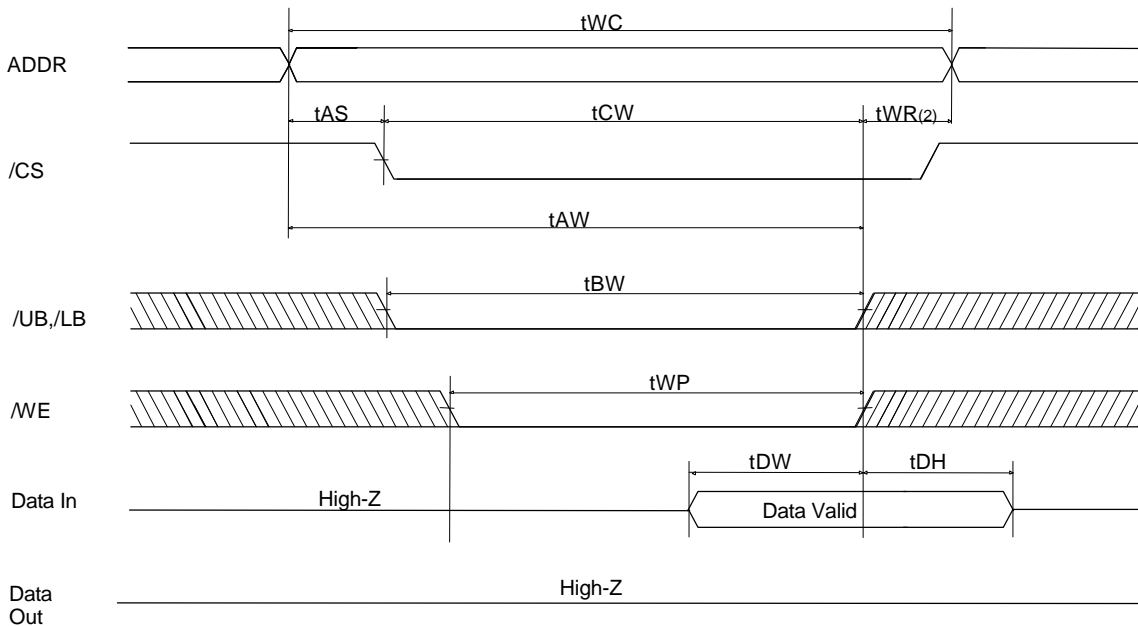 tWC
ADDR
tAS
tCW
tWR(2)
/CS
tAW
tBW
/UB,/LB
tWP
/WE
tDW
tDH
Data In
High-Z
Data Valid
High-Z
Data
Out